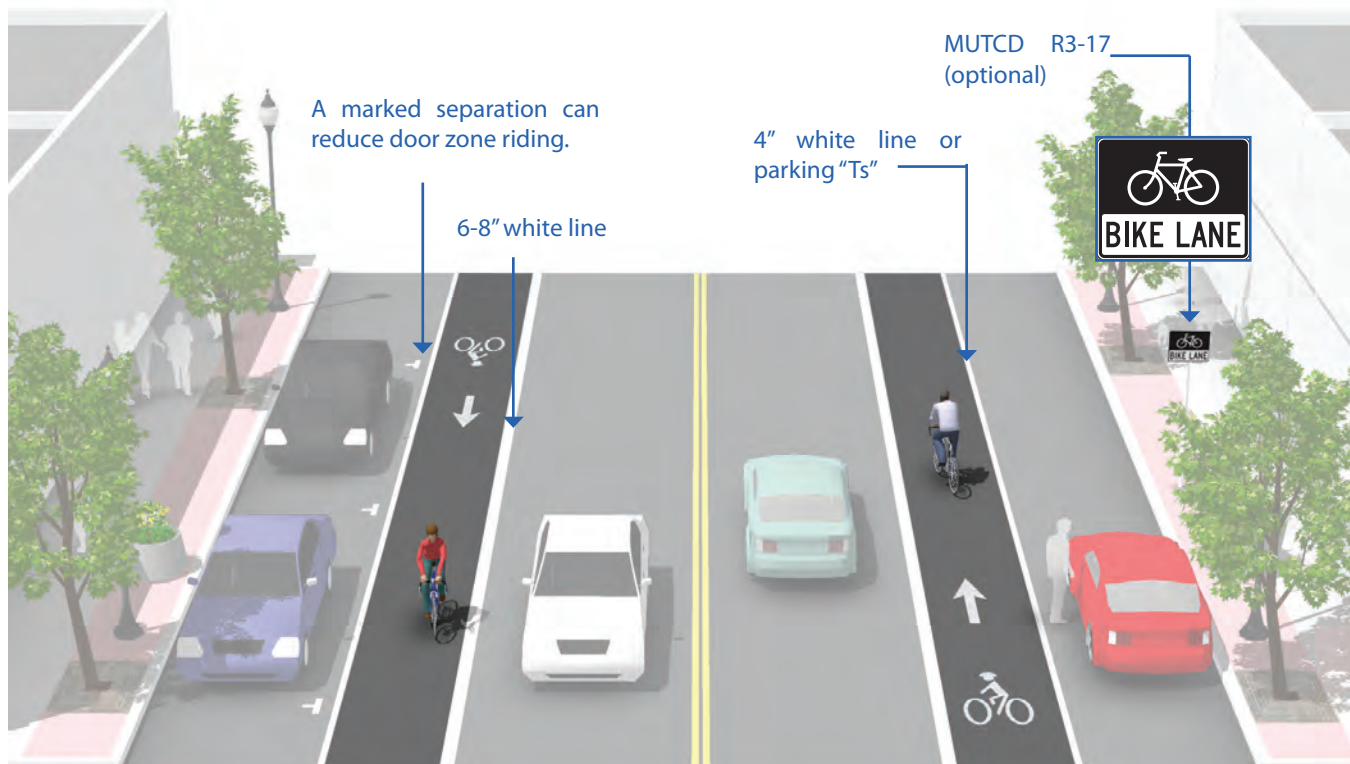 MUTCD R3-17
(optional)
A marked separation can
reduce door zone riding.
4” white line or
parking “Ts”
6-8” white line
BIKE LANE
BIKE LANE